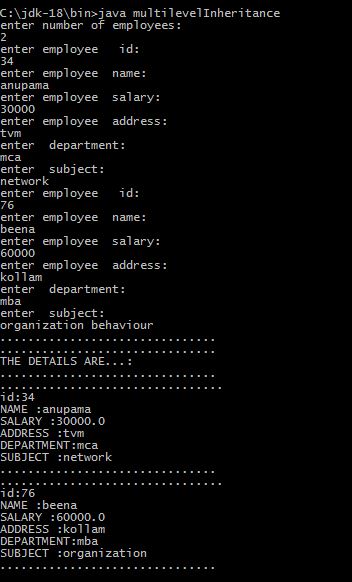 C:\jdk-18\bin>java multilevelInheritance
enter number of employees:
2
enter employee  id:
34
enter employee  name:
anupama
enter employee  salary:
30000
enter employee  address:
tvm
enter  department:
mca
enter  subject:
network
enter employee  id:
76
enter employee  name:
beena
enter employee  salary:
60000
enter employee  address:
kollam
enter  department:
mba
enter  subject:
organization behaviour
...............................
...............................
THE DETAILS ARE...:
...............................
................................
id:34
NAME :anupama
SALARY :30000.0
ADDRESS :tvm
DEPARTMENT:mca
SUBJECT :network
...............................
................................
id:76
NAME :beena
SALARY :60000.0
ADDRESS :kollam
DEPARTMENT:mba
SUBJECT :organization
...............................